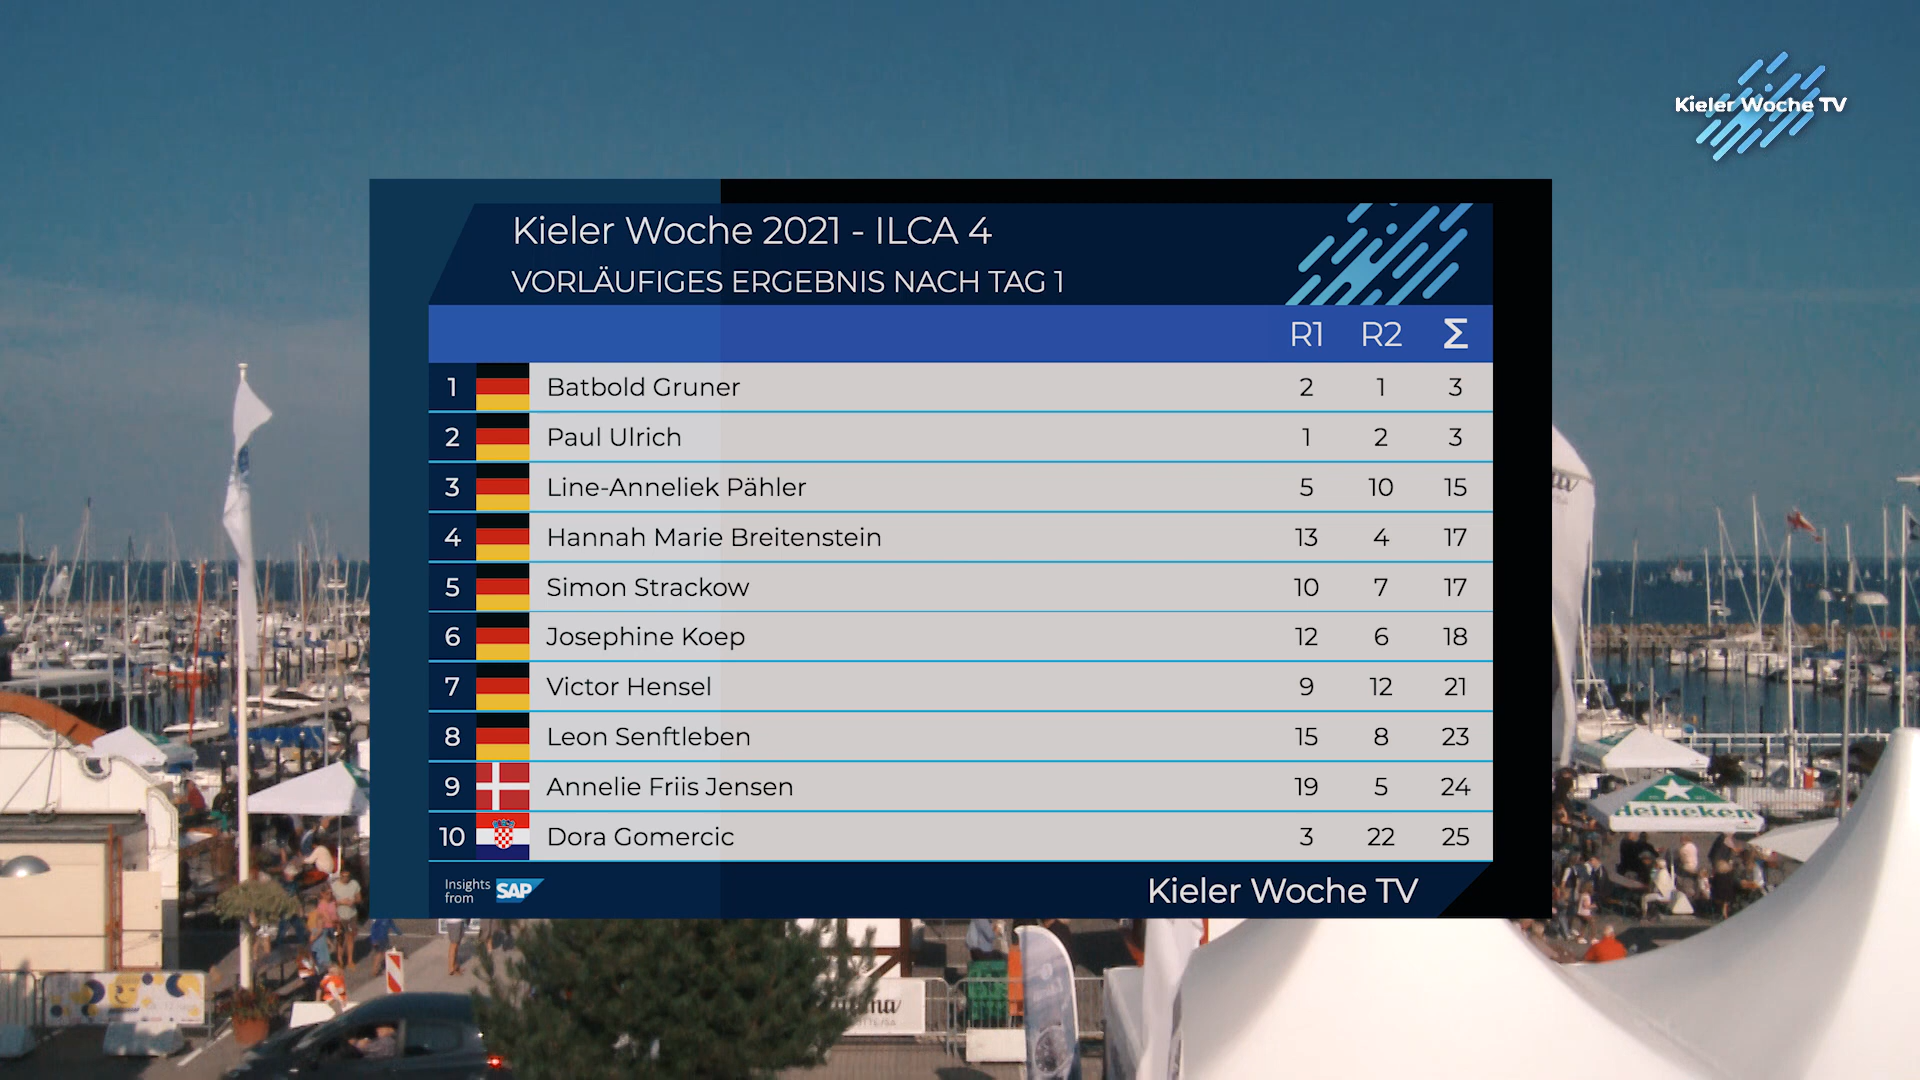 Kieler Woche TV
Kieler Woche 2021 - ILCA 4
VORLÄUFIGES ERGEBNIS NACH TAG 1
R1 R2 Σ
1 Batbold Gruner 2 1 3
2 Paul Ulrich 1 2 3
3 Line-Anneliek Pähler 5 10 15
4 Hannah Marie Breitenstein 13 4 17
5 Simon Strackow 10 7 17
6 Josephine Koep 12 6 18
7 Victor Hensel 9 12 21
8 Leon Senftleben 15 8 23
9 Annelie Friis Jensen 19 5 24
10 Dora Gomercic 3 22 25
Insights
from SAP
Kieler Woche TV
Heineken